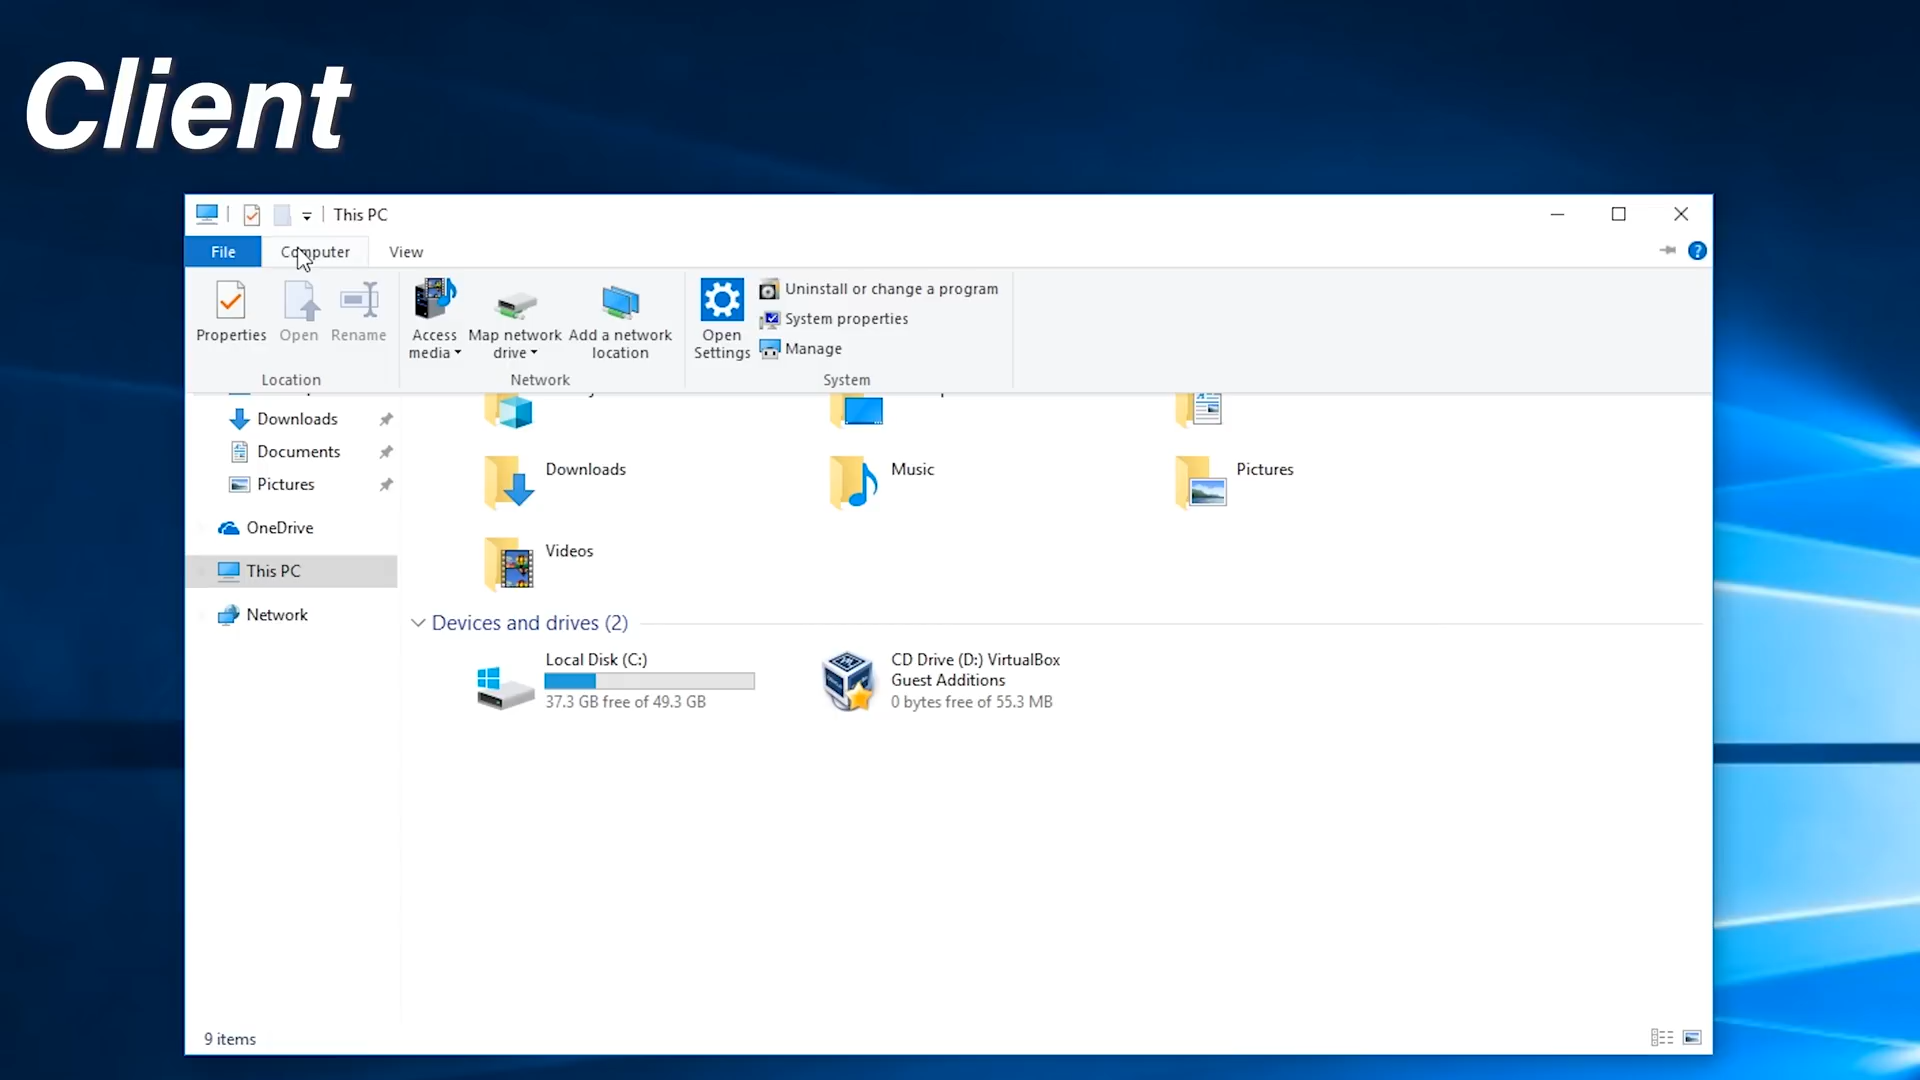 Client
This PC
File
Computer
View
Properties
Open
Rename
Access
media
Map network
drive
Add a network
location
Open
Settings
Uninstall or change a program
System properties
Manage
Location
Network
System
Downloads
Documents
Pictures
OneDrive
This PC
Network
Downloads
Music
Pictures
Videos
Devices and drives (2)
Local Disk (C:)
37.3 GB free of 49.3 GB
CD Drive (D:) VirtualBox
Guest Additions
0 bytes free of 55.3 MB
9 items